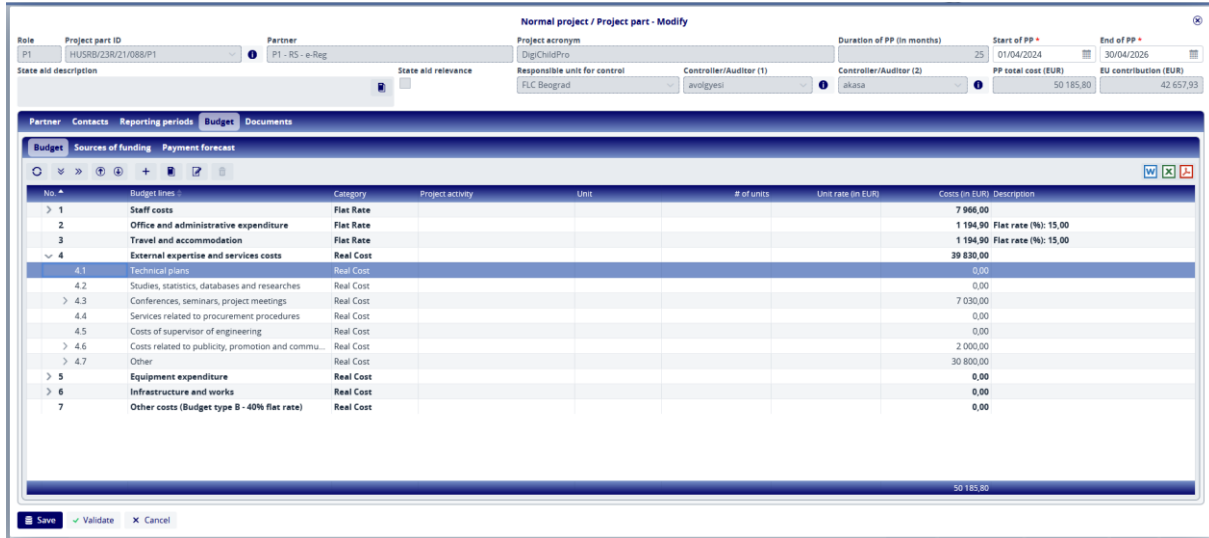 Normal project / Project part - Modify
Role Project part ID Partner Project acronym Duration of PP (in months) Start of PP * End of PP *
P1 HUSRB/23R/21/088/P1 P1 - RS - e-Reg DigiChildPro 25 01/04/2024 30/04/2026
State aid description State aid relevance Responsible unit for control Controller/Auditor (1) Controller/Auditor (2) PP total cost (EUR) EU contribution (EUR)
FLC Beograd avolgyesi akasa 50 185,80 42 657,93
Partner Contacts Reporting periods Budget Documents
Budget Sources of funding Payment forecast
No. Budget lines Category Project activity Unit # of units Unit rate (in EUR) Costs (in EUR) Description
1 Staff costs Flat Rate 7 966,00
2 Office and administrative expenditure Flat Rate 1 194,90 Flat rate (%): 15,00
3 Travel and accommodation Flat Rate 1 194,90 Flat rate (%): 15,00
4 External expertise and services costs Real Cost 39 830,00
4.1 Technical plans Real Cost 0,00
4.2 Studies, statistics, databases and researches Real Cost 0,00
4.3 Conferences, seminars, project meetings Real Cost 7 030,00
4.4 Services related to procurement procedures Real Cost 0,00
4.5 Costs of supervisor of engineering Real Cost 0,00
4.6 Costs related to publicity, promotion and commu... Real Cost 2 000,00
4.7 Other Real Cost 30 800,00
5 Equipment expenditure Real Cost 0,00
6 Infrastructure and works Real Cost 0,00
7 Other costs (Budget type B - 40% flat rate) Real Cost 0,00
50 185,80
Save Validate Cancel